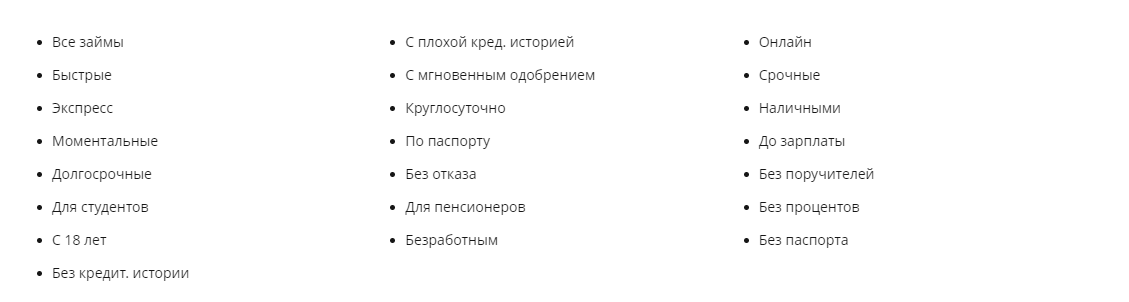 Все займы
Быстрые
Экспресс
Моментальные
Долгосрочные
Для студентов
С 18 лет
Без кредит. истории
С плохой кред. историей
С мгновенным одобрением
Круглосуточно
По паспорту
Без отказа
Для пенсионеров
Безработным
Онлайн
Срочные
Наличными
До зарплаты
Без поручителей
Без процентов
Без паспорта